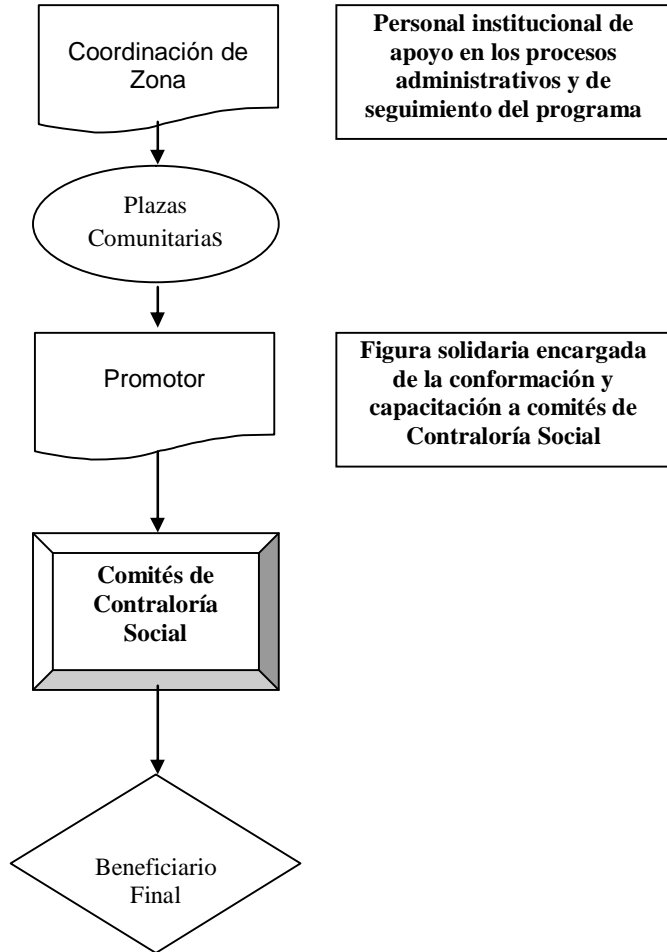 Coordinación de
Zona
Personal institucional de
apoyo en los procesos
administrativos y de
seguimiento del programa
Plazas
Comunitarias
Promotor
Figura solidaria encargada
de la conformación y
capacitación a comités de
Contraloría Social
Comités de
Contraloría
Social
Beneficiario
Final